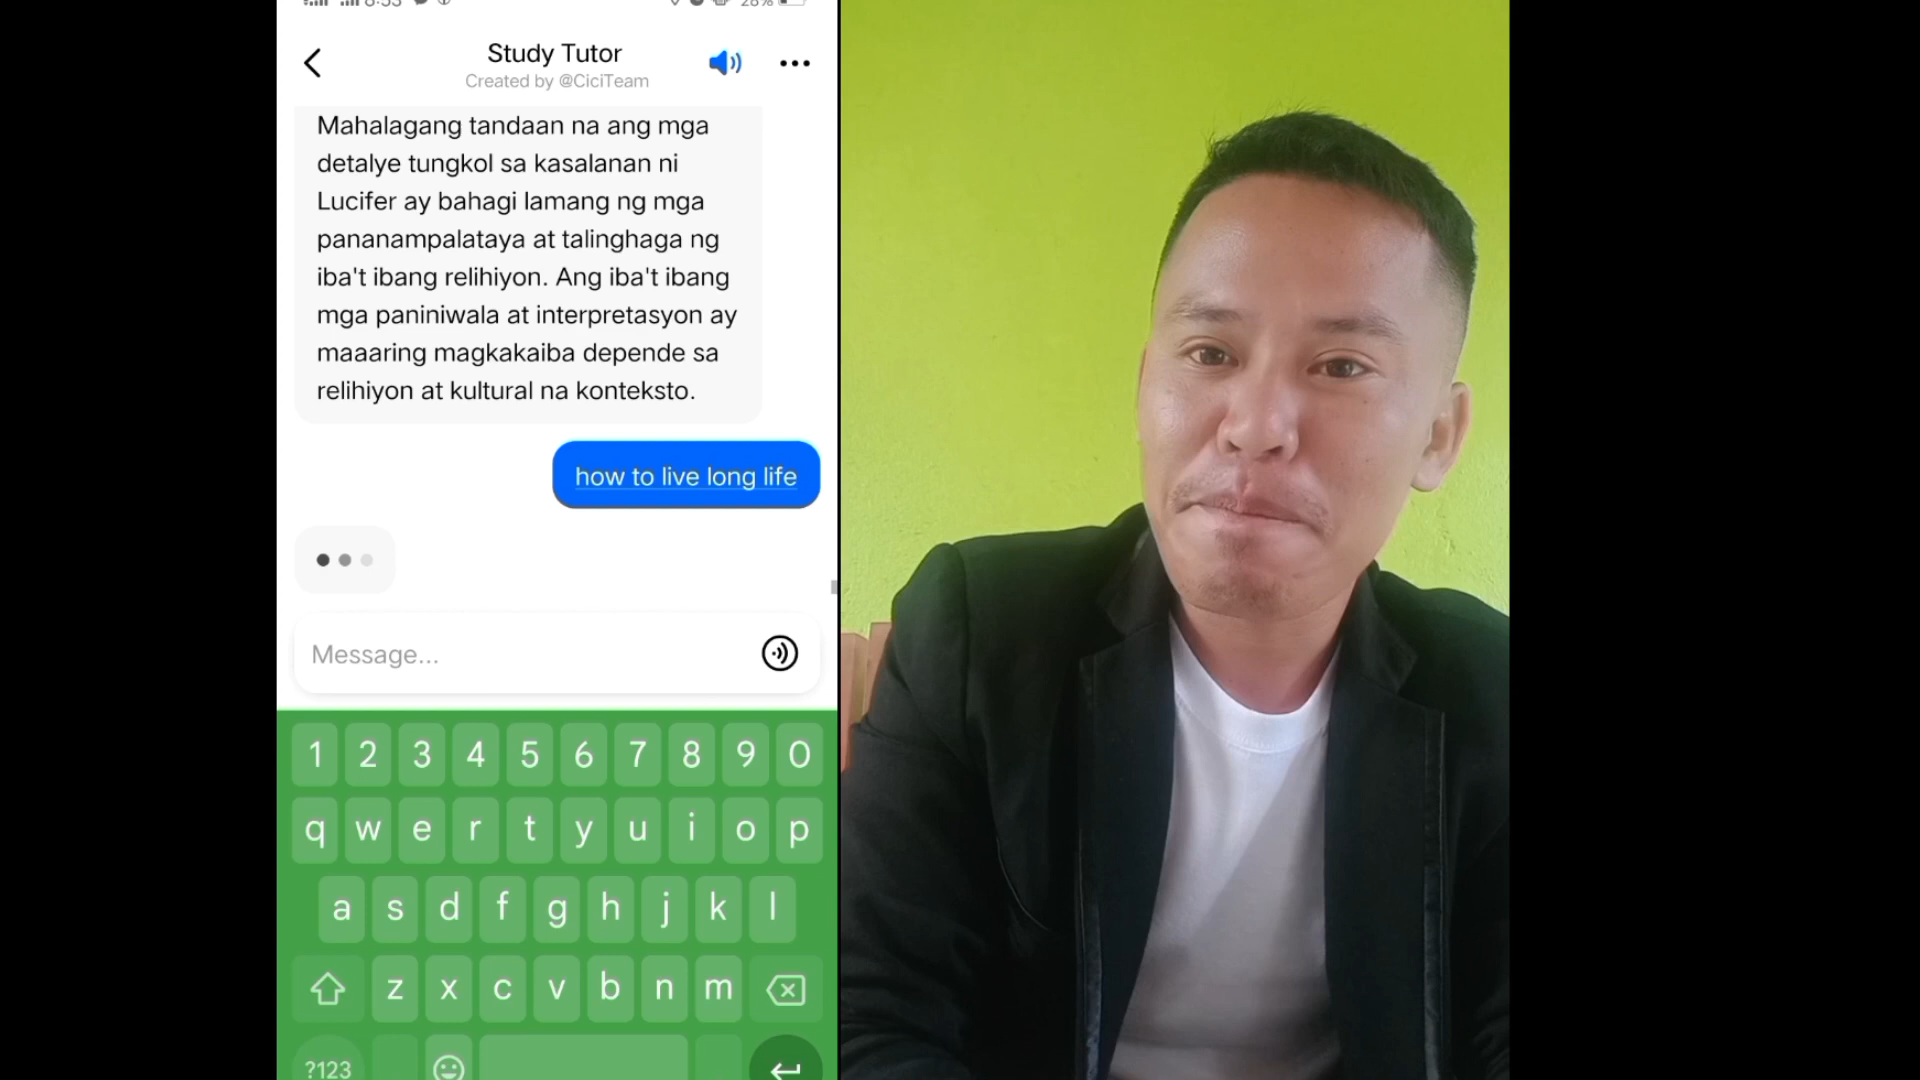 8:53
28%
Study Tutor
Created by @CiciTeam
Mahalagang tandaan na ang mga
detalye tungkol sa kasalanan ni
Lucifer ay bahagi lamang ng mga
pananampalataya at talinghaga ng
iba't ibang relihiyon. Ang iba't ibang
mga paniniwala at interpretasyon ay
maaaring magkakaiba depende sa
relihiyon at kultural na konteksto.
how to live long life
Message...
1 2 3 4 5 6 7 8 9 0
q w e r t y u i o p
a s d f g h j k l
z x c v b n m
?123